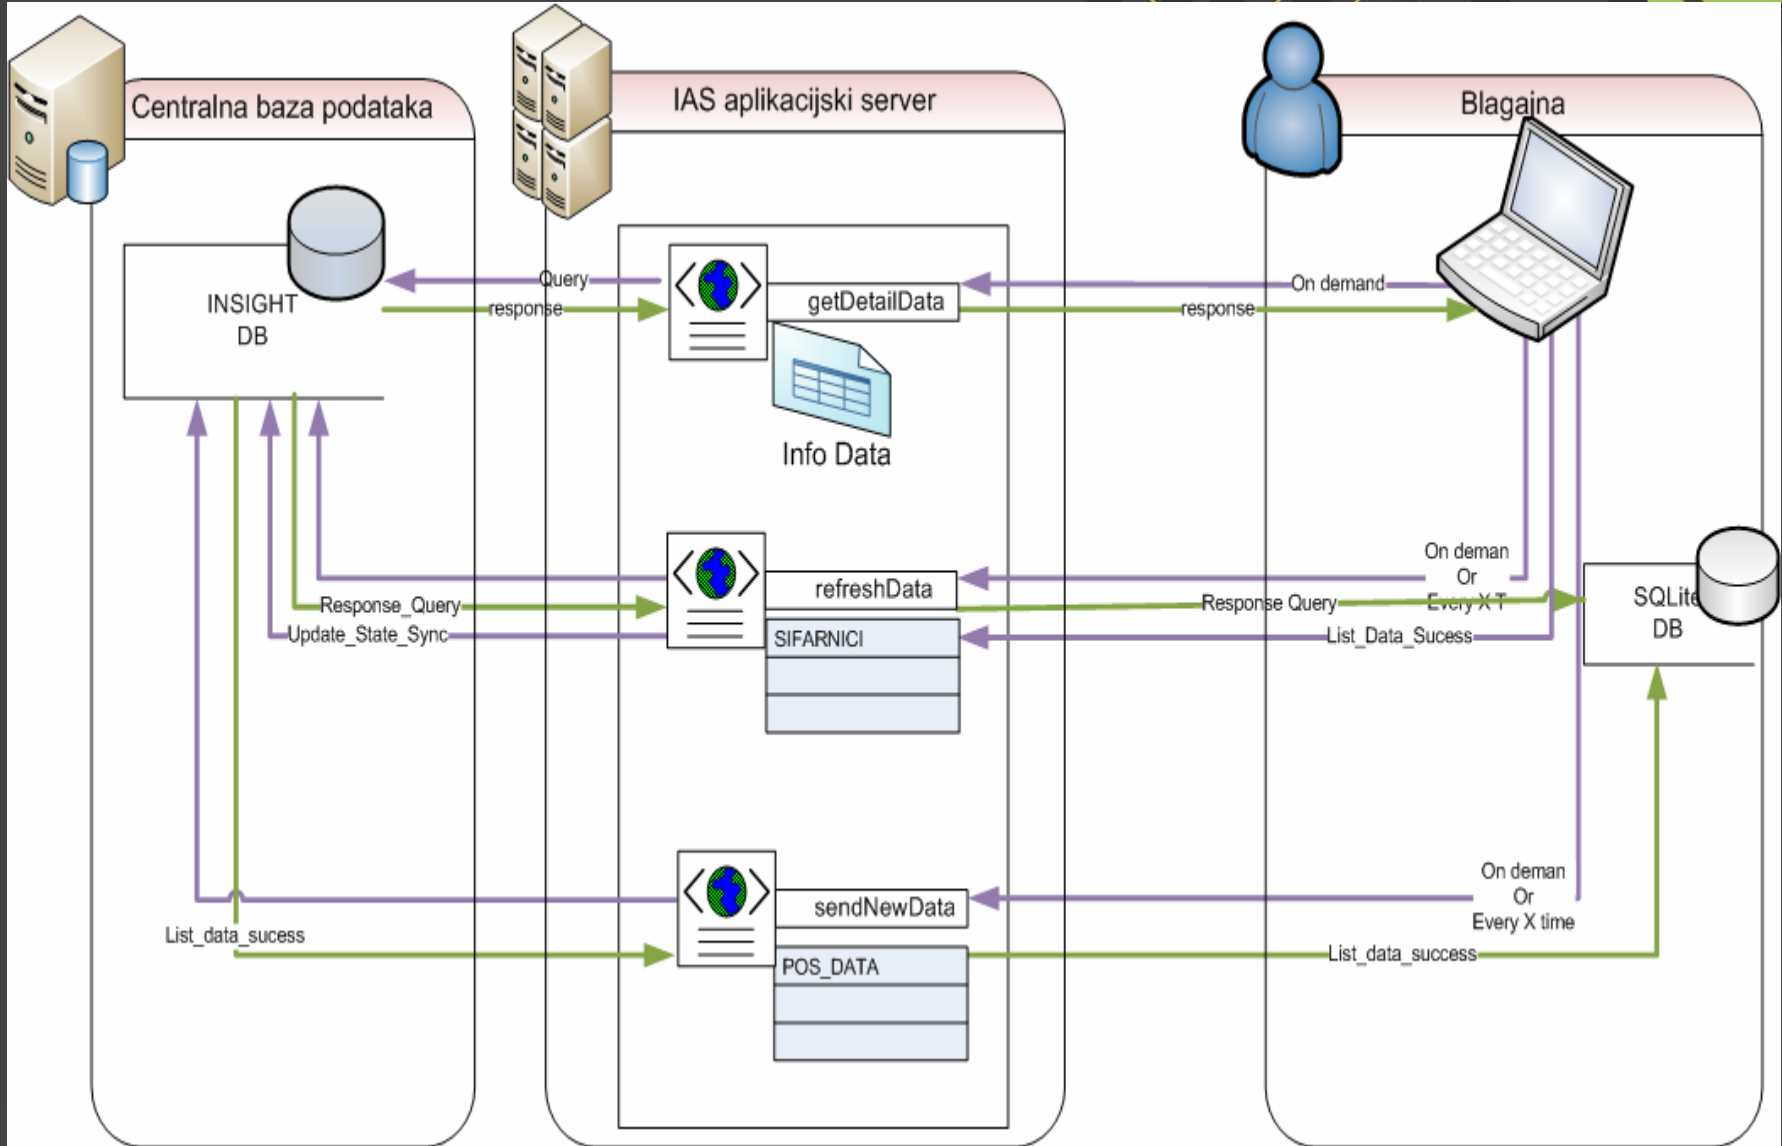 Centralna baza podataka
IAS aplikacijski server
Blagajna
INSIGHT
DB
Query
response
getDetailData
On demand
response
Info Data
Response_Query
Update_State_Sync
refreshData
SIFARNICI
On deman
Or
Every X T
Response Query
List_Data_Sucess
SQLite
DB
List_data_sucess
sendNewData
POS_DATA
On deman
Or
Every X time
List_data_success